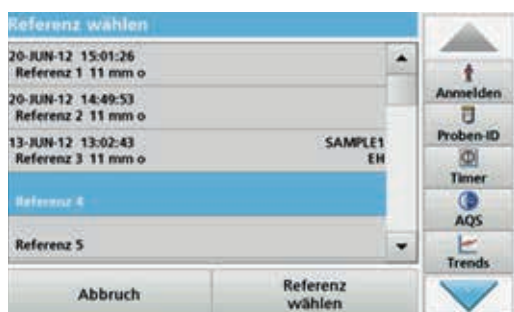 Referenz wählen
20-JUN-12 15:01:26
Referenz 1 11 mm o
20-JUN-12 14:49:53
Referenz 2 11 mm o
13-JUN-12 13:02:43 SAMPLE1
Referenz 3 11 mm o EH
Referenz 4
Referenz 5
Abbruch
Referenz
wählen
Anmelden
Proben-ID
Timer
AQS
Trends